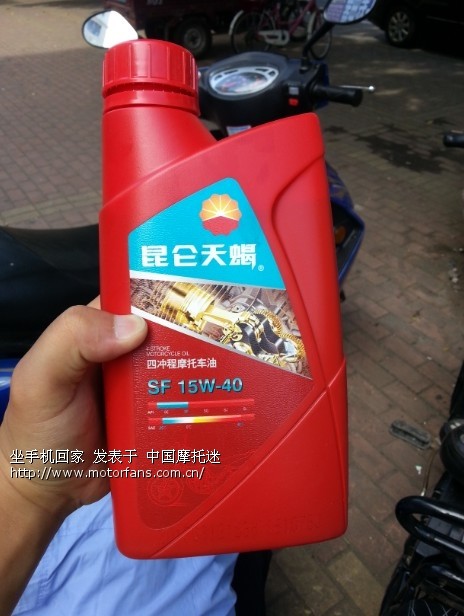 昆仑天蝎®
4-STROKE
MOTORCYCLE OIL
四冲程摩托车油
SF 15W-40
坐手机回家 发表于 中国摩托迷
http://www.motorfans.com.cn/